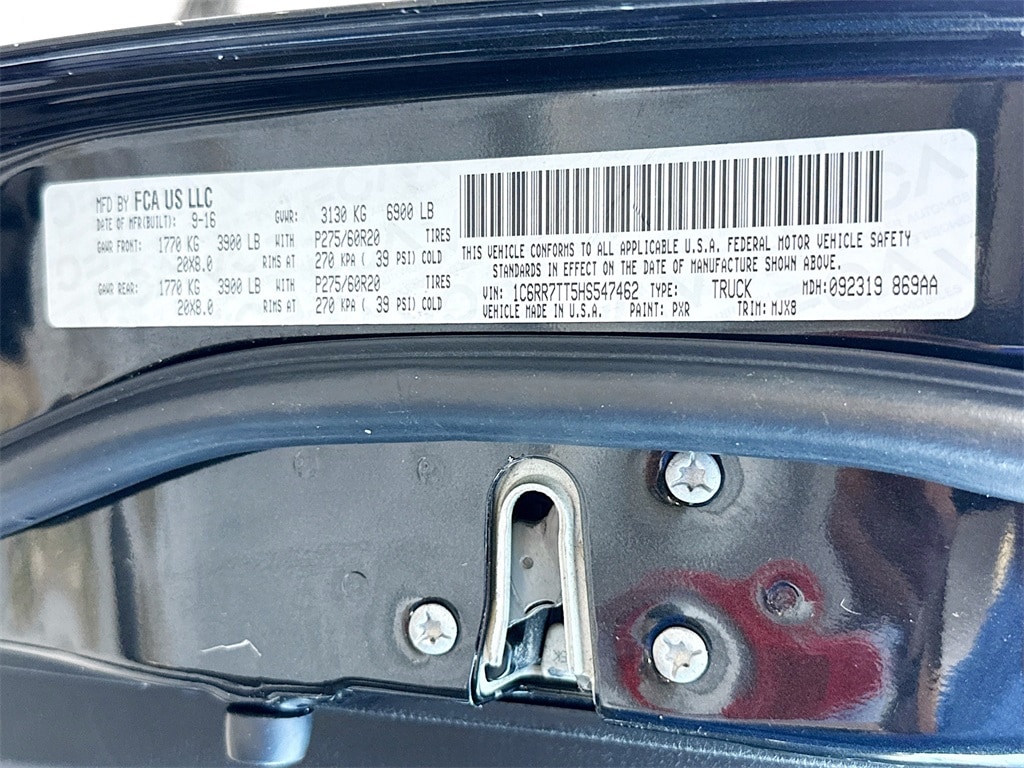 MFD BY FCA US LLC
DATE OF MFR(BUILT): 9-16 GVWR: 3130 KG 6900 LB
GAWR FRONT: 1770 KG 3900 LB WITH P275/60R20 TIRES
20X8.0 RIMS AT 270 KPA ( 39 PSI) COLD
GAWR REAR: 1770 KG 3900 LB WITH P275/60R20 TIRES
20X8.0 RIMS AT 270 KPA ( 39 PSI) COLD
THIS VEHICLE CONFORMS TO ALL APPLICABLE U.S.A. FEDERAL MOTOR VEHICLE SAFETY
STANDARDS IN EFFECT ON THE DATE OF MANUFACTURE SHOWN ABOVE.
VIN: 1C6RR7TT5HS547462 TYPE: TRUCK MDH: 092319 869AA
VEHICLE MADE IN U.S.A. PAINT: PXR TRIM: MJX8